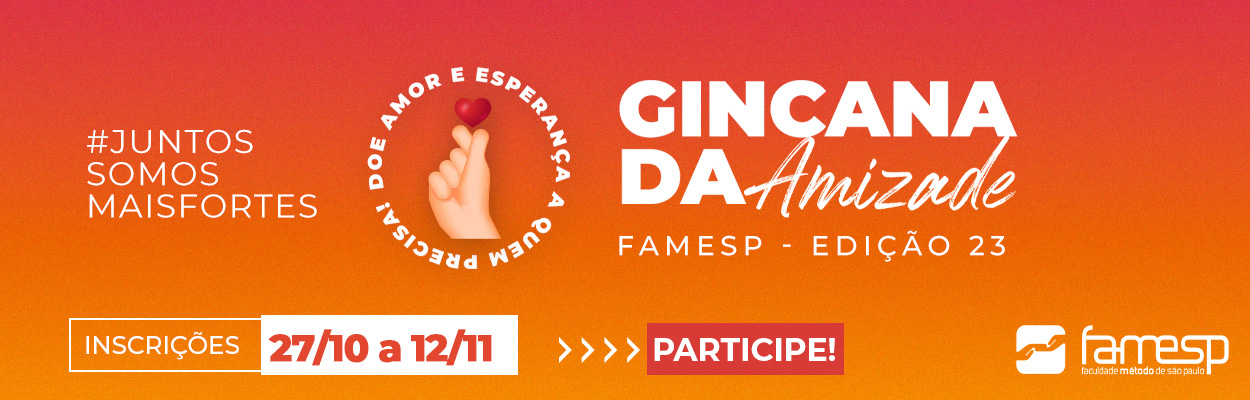 #JUNTOS
SOMOS
MAISFORTES
DOE AMOR E ESPERANÇA A QUEM PRECISA!
GINCANA
DA Amizade
FAMESP - EDIÇÃO 23
INSCRIÇÕES 27/10 a 12/11
>>>> PARTICIPE!
famesp
faculdade método de são paulo